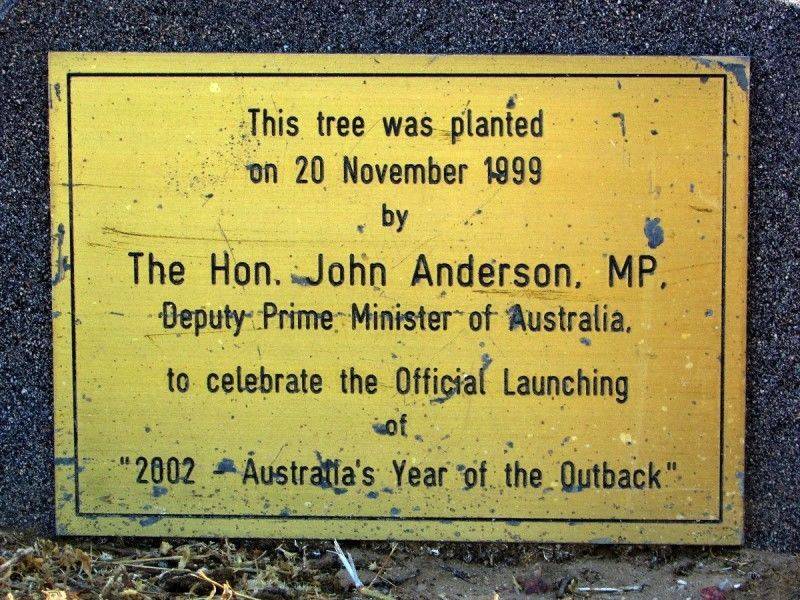 This tree was planted
on 20 November 1999
by
The Hon. John Anderson, MP,
Deputy Prime Minister of Australia,
to celebrate the Official Launching
of
"2002 - Australia's Year of the Outback"